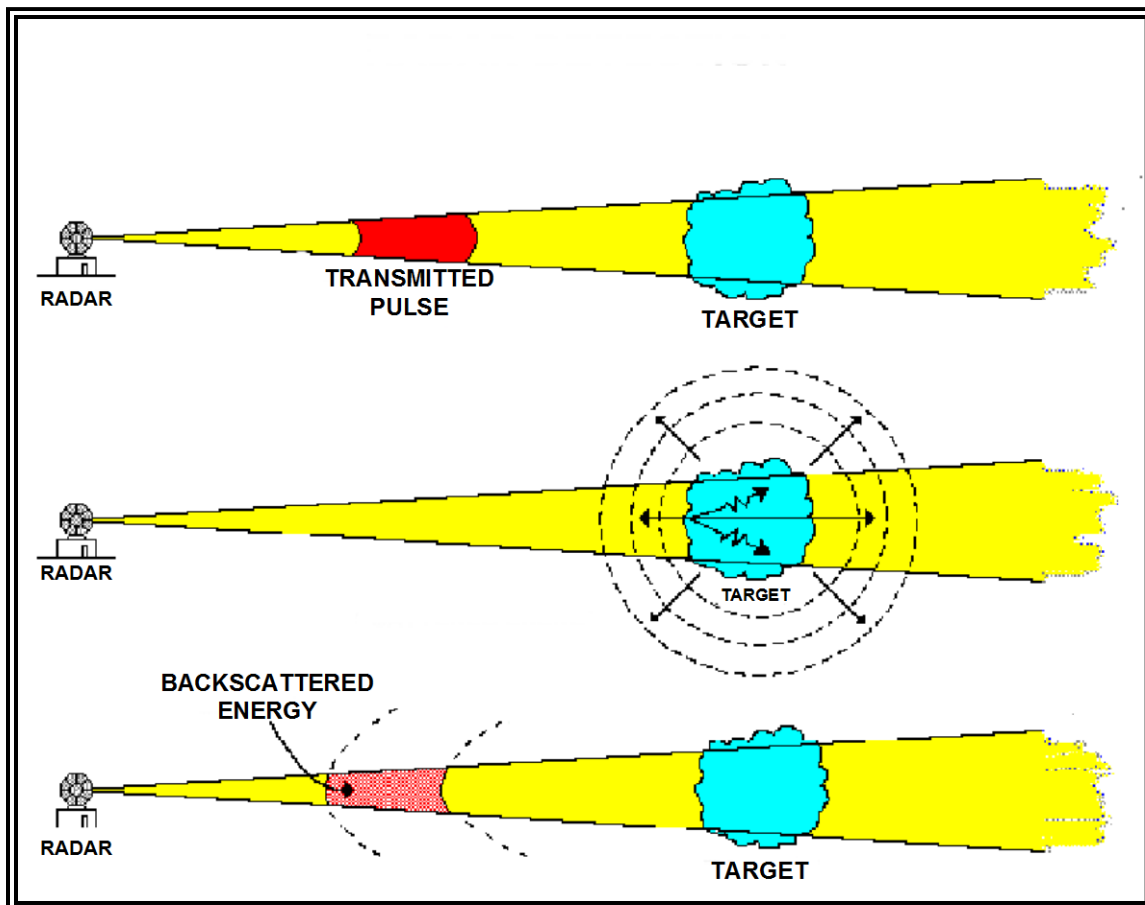 RADAR
TRANSMITTED
PULSE
TARGET
RADAR
TARGET
BACKSCATTERED
ENERGY
RADAR
TARGET